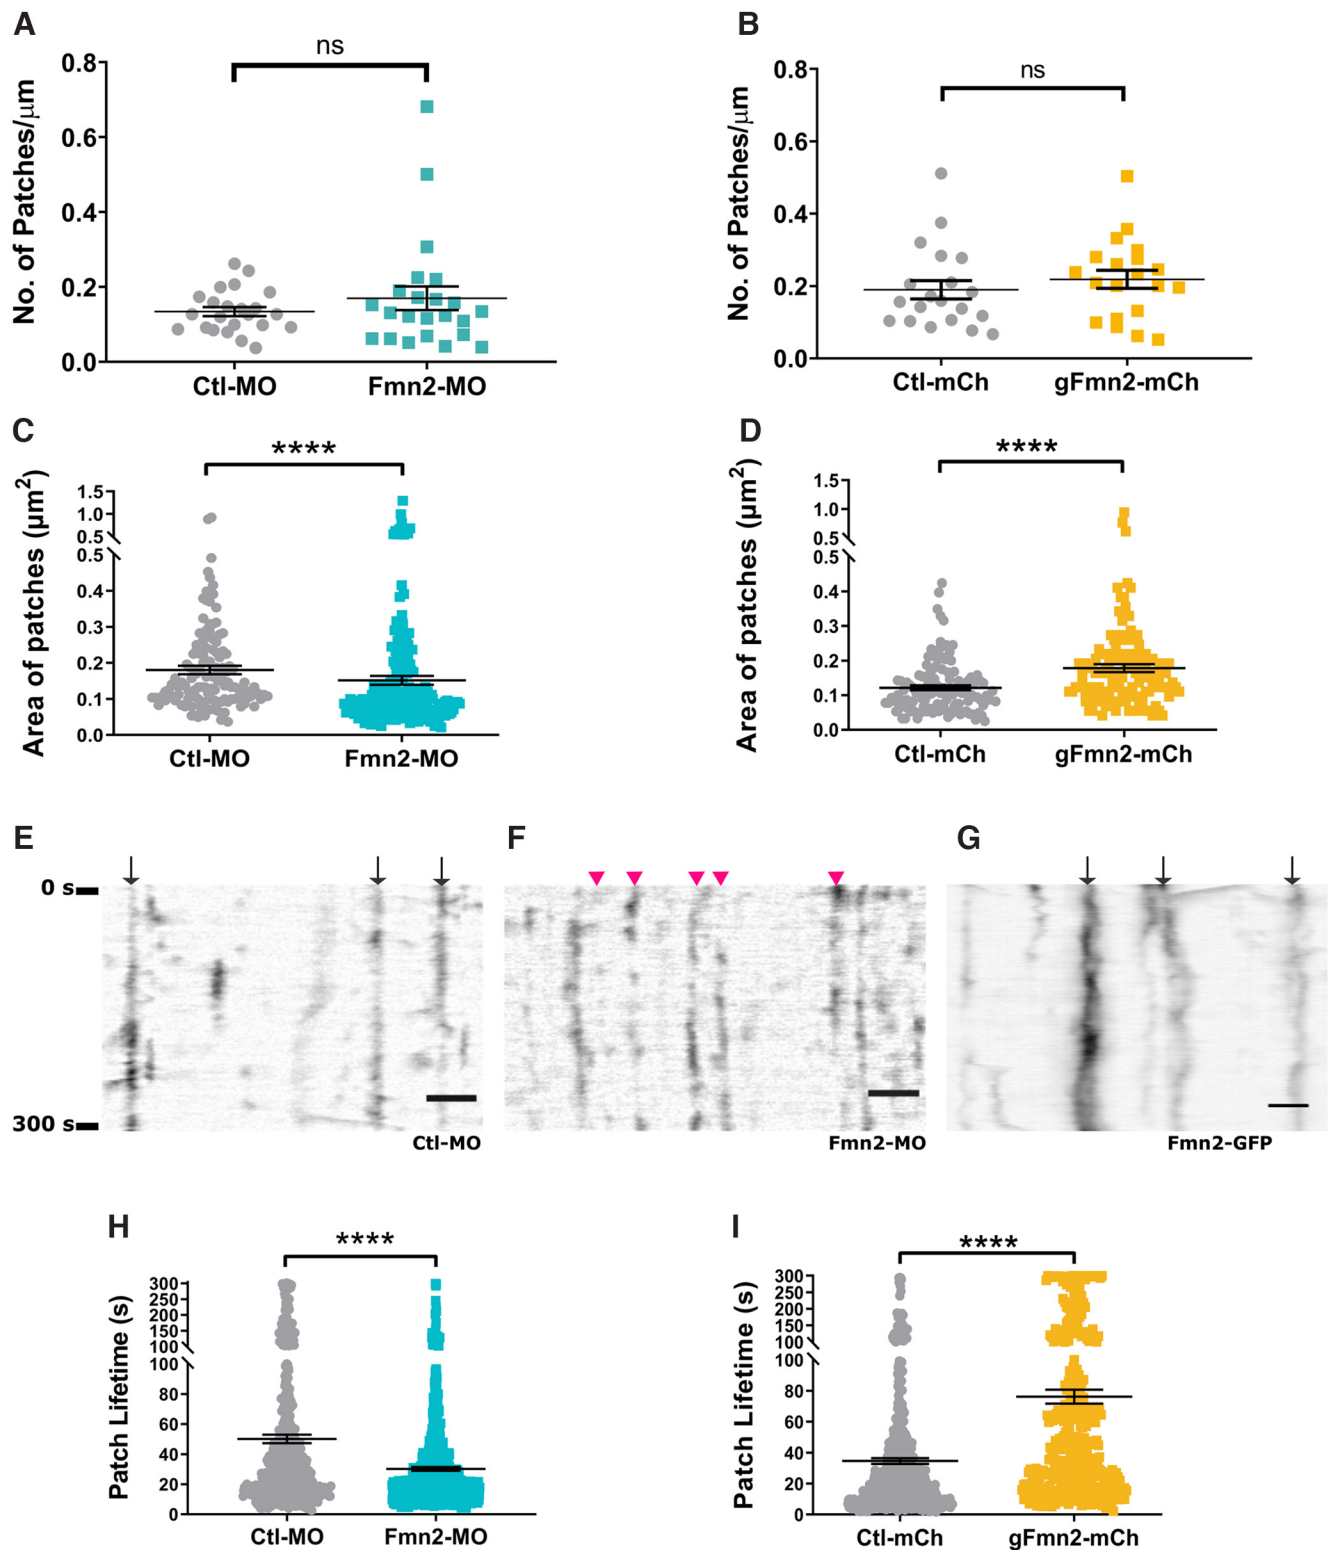 A
No. of Patches/μm
0.8
0.6
0.4
0.2
0.0
ns
Ctl-MO
Fmn2-MO
B
No. of Patches/μm
0.8
0.6
0.4
0.2
0.0
ns
Ctl-mCh
gFmn2-mCh
C
Area of patches (μm²)
1.5
1.0
0.5
0.5
0.4
0.3
0.2
0.1
0.0
****
Ctl-MO
Fmn2-MO
D
Area of patches (μm²)
1.5
1.0
0.5
0.5
0.4
0.3
0.2
0.1
0.0
****
Ctl-mCh
gFmn2-mCh
E
0 s
300 s
Ctl-MO
F
Fmn2-MO
G
Fmn2-GFP
H
Patch Lifetime (s)
300
250
200
150
100
100
80
60
40
20
0
****
Ctl-MO
Fmn2-MO
I
Patch Lifetime (s)
300
250
200
150
100
100
80
60
40
20
0
****
Ctl-mCh
gFmn2-mCh